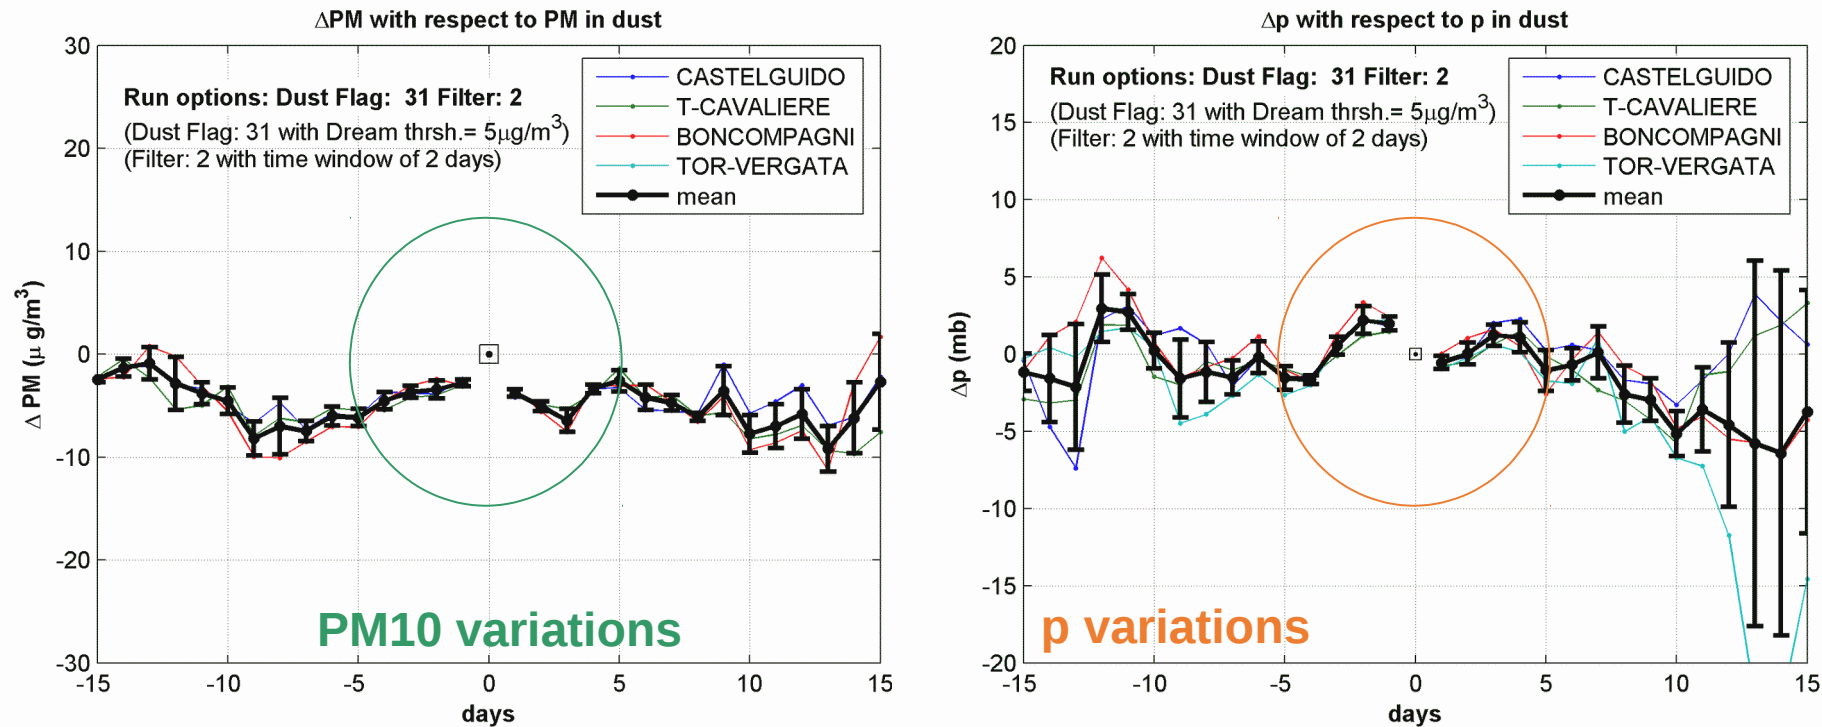 ΔPM with respect to PM in dust
30
20
10
0
-10
-20
-30
Δ PM (μ g/m³)
Run options: Dust Flag:  31 Filter: 2
(Dust Flag: 31 with Dream thrsh.= 5μg/m³)
(Filter: 2 with time window of 2 days)
CASTELGUIDO
T-CAVALIERE
BONCOMPAGNI
TOR-VERGATA
mean
PM10 variations
-15 -10 -5 0 5 10 15
days
Δp with respect to p in dust
20
15
10
5
0
-5
-10
-15
-20
Δp (mb)
Run options: Dust Flag:  31 Filter: 2
(Dust Flag: 31 with Dream thrsh.= 5μg/m³)
(Filter: 2 with time window of 2 days)
CASTELGUIDO
T-CAVALIERE
BONCOMPAGNI
TOR-VERGATA
mean
p variations
-15 -10 -5 0 5 10 15
days